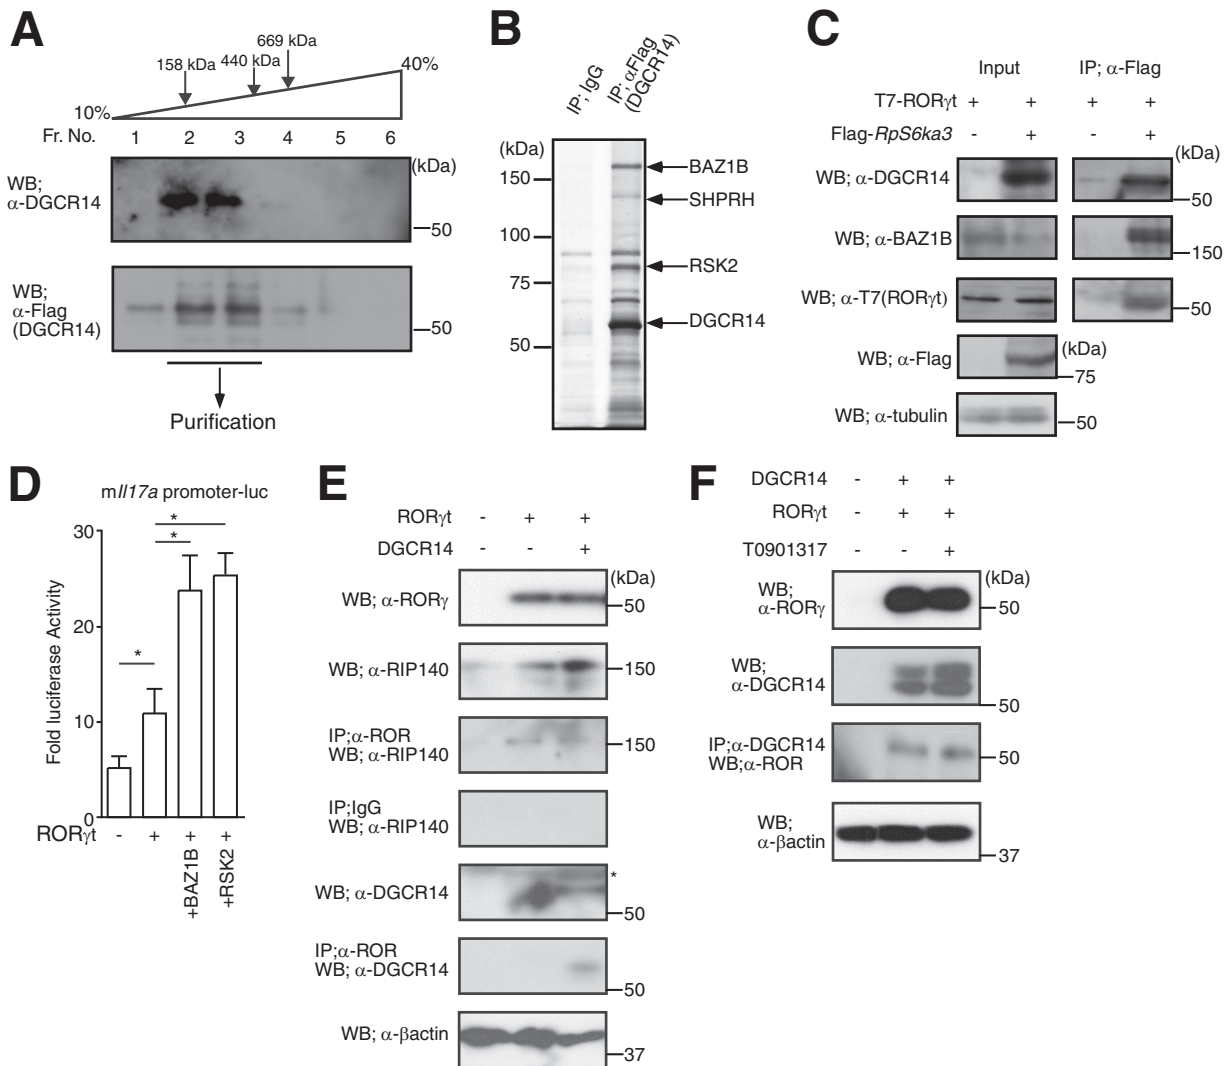 A
669 kDa
158 kDa 440 kDa
10% 40%
Fr. No. 1 2 3 4 5 6
(kDa)
WB;
α-DGCR14
50
WB;
α-Flag
(DGCR14)
50
Purification
B
IP; IgG
IP; αFlag
(DGCR14)
(kDa)
150
100
75
50
BAZ1B
SHPRH
RSK2
DGCR14
C
Input IP; α-Flag
T7-RORγt + + + +
Flag-RpS6ka3 - + - +
(kDa)
WB; α-DGCR14
50
WB; α-BAZ1B
150
WB; α-T7(RORγt)
50
WB; α-Flag
(kDa)
75
WB; α-tubulin
50
D
mIl17a promoter-luc
Fold luciferase Activity
30
20
10
0
*
*
*
RORγt - + + +
+BAZ1B
+RSK2
E
RORγt - + +
DGCR14 - - +
(kDa)
WB; α-RORγ
50
WB; α-RIP140
150
IP;α-ROR
WB; α-RIP140
150
IP;IgG
WB; α-RIP140
WB; α-DGCR14
*
50
IP;α-ROR
WB; α-DGCR14
50
WB; α-βactin
37
F
DGCR14 - + +
RORγt - + +
T0901317 - - +
(kDa)
WB;
α-RORγ
50
WB;
α-DGCR14
50
IP;α-DGCR14
WB;α-ROR
50
WB;
α-βactin
37